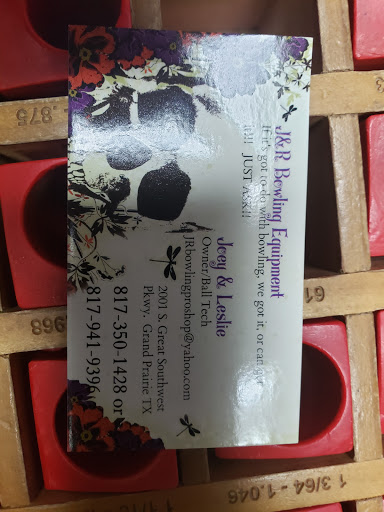 J&R Bowling Equipment
If it's got to do with bowling, we got it, or can get
it!! JUST ASK!!
Joey & Leslie
Owner/Ball Tech
JRbowlingproshop@yahoo.com
2001 S. Great Southwest
Pkwy, Grand Prairie TX
817-350-1428 or
817-941-9396
.875
61
.968
1 3/64 - 1.046